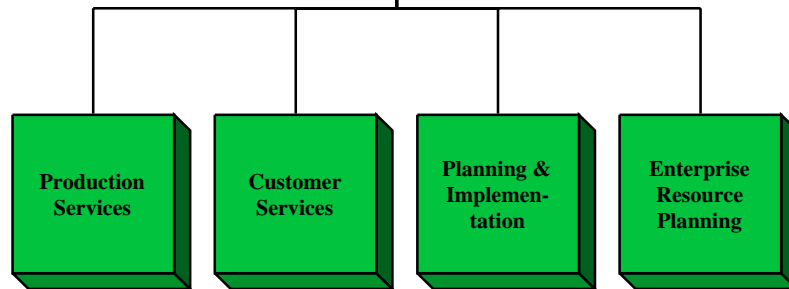 Production
Services
Customer
Services
Planning &
Implemen-
tation
Enterprise
Resource
Planning